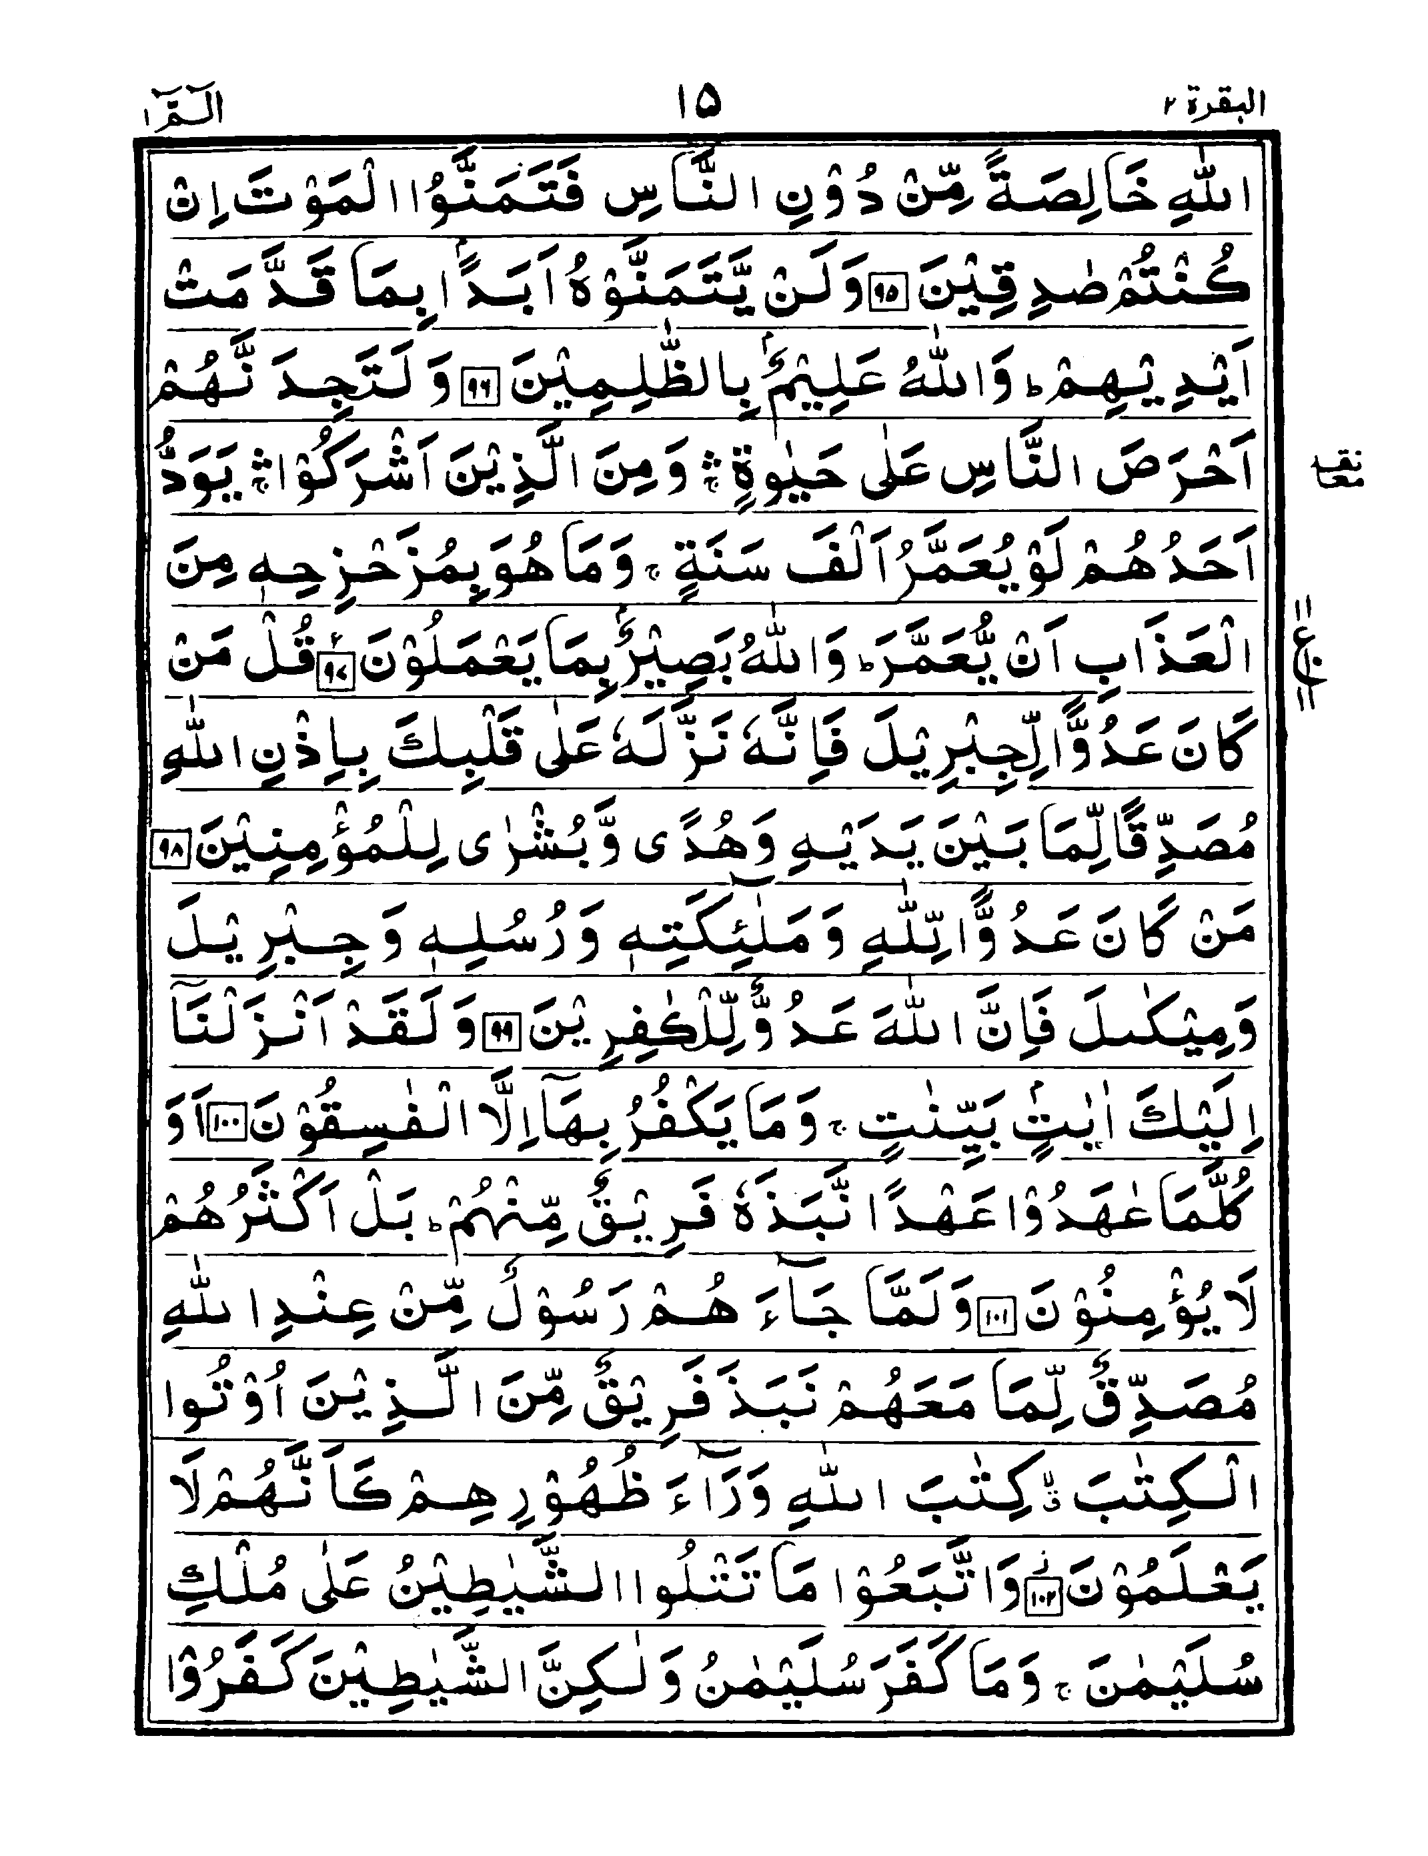 البقرة ٢
١٥
الٓمّٓ ١
اللّٰهِ خَالِصَةً مِّنْ دُوْنِ النَّاسِ فَتَمَنَّوُا الْمَوْتَ اِنْ
كُنْتُمْ صٰدِقِيْنَ ٩٥ وَلَنْ يَّتَمَنَّوْهُ اَبَدًۢا بِمَا قَدَّمَتْ
اَيْدِيْهِمْ ؕ وَاللّٰهُ عَلِيْمٌۢ بِالظّٰلِمِيْنَ ٩٦ وَلَتَجِدَنَّهُمْ
اَحْرَصَ النَّاسِ عَلٰى حَيٰوةٍ ۛۚ وَمِنَ الَّذِيْنَ اَشْرَكُوْا ۛۚ يَوَدُّ
نقـ
معـا
اَحَدُهُمْ لَوْ يُعَمَّرُ اَلْفَ سَنَةٍ ۚ وَمَا هُوَ بِمُزَحْزِحِهٖ مِنَ
الْعَذَابِ اَنْ يُّعَمَّرَ ؕ وَاللّٰهُ بَصِيْرٌۢ بِمَا يَعْمَلُوْنَ ٩٧ قُلْ مَنْ
ع
كَانَ عَدُوًّا لِّجِبْرِيْلَ فَاِنَّهٗ نَزَّلَهٗ عَلٰى قَلْبِكَ بِاِذْنِ اللّٰهِ
مُصَدِّقًا لِّمَا بَيْنَ يَدَيْهِ وَهُدًى وَّبُشْرٰى لِلْمُؤْمِنِيْنَ ٩٨
مَنْ كَانَ عَدُوًّا لِّلّٰهِ وَمَلٰٓئِكَتِهٖ وَرُسُلِهٖ وَجِبْرِيْلَ
وَمِيْكٰىلَ فَاِنَّ اللّٰهَ عَدُوٌّ لِّلْكٰفِرِيْنَ ٩٩ وَلَقَدْ اَنْزَلْنَآ
اِلَيْكَ اٰيٰتٍۢ بَيِّنٰتٍ ۚ وَمَا يَكْفُرُ بِهَآ اِلَّا الْفٰسِقُوْنَ ١٠٠ اَوَ
كُلَّمَا عٰهَدُوْا عَهْدًا نَّبَذَهٗ فَرِيْقٌ مِّنْهُمْ ؕ بَلْ اَكْثَرُهُمْ
لَا يُؤْمِنُوْنَ ١٠١ وَلَمَّا جَآءَهُمْ رَسُوْلٌ مِّنْ عِنْدِ اللّٰهِ
مُصَدِّقٌ لِّمَا مَعَهُمْ نَبَذَ فَرِيْقٌ مِّنَ الَّذِيْنَ اُوْتُوا
الْكِتٰبَ ۙۗ كِتٰبَ اللّٰهِ وَرَآءَ ظُهُوْرِهِمْ كَاَنَّهُمْ لَا
يَعْلَمُوْنَ ١٠٢ وَاتَّبَعُوْا مَا تَتْلُوا الشَّيٰطِيْنُ عَلٰى مُلْكِ
سُلَيْمٰنَ ۚ وَمَا كَفَرَ سُلَيْمٰنُ وَلٰكِنَّ الشَّيٰطِيْنَ كَفَرُوْا